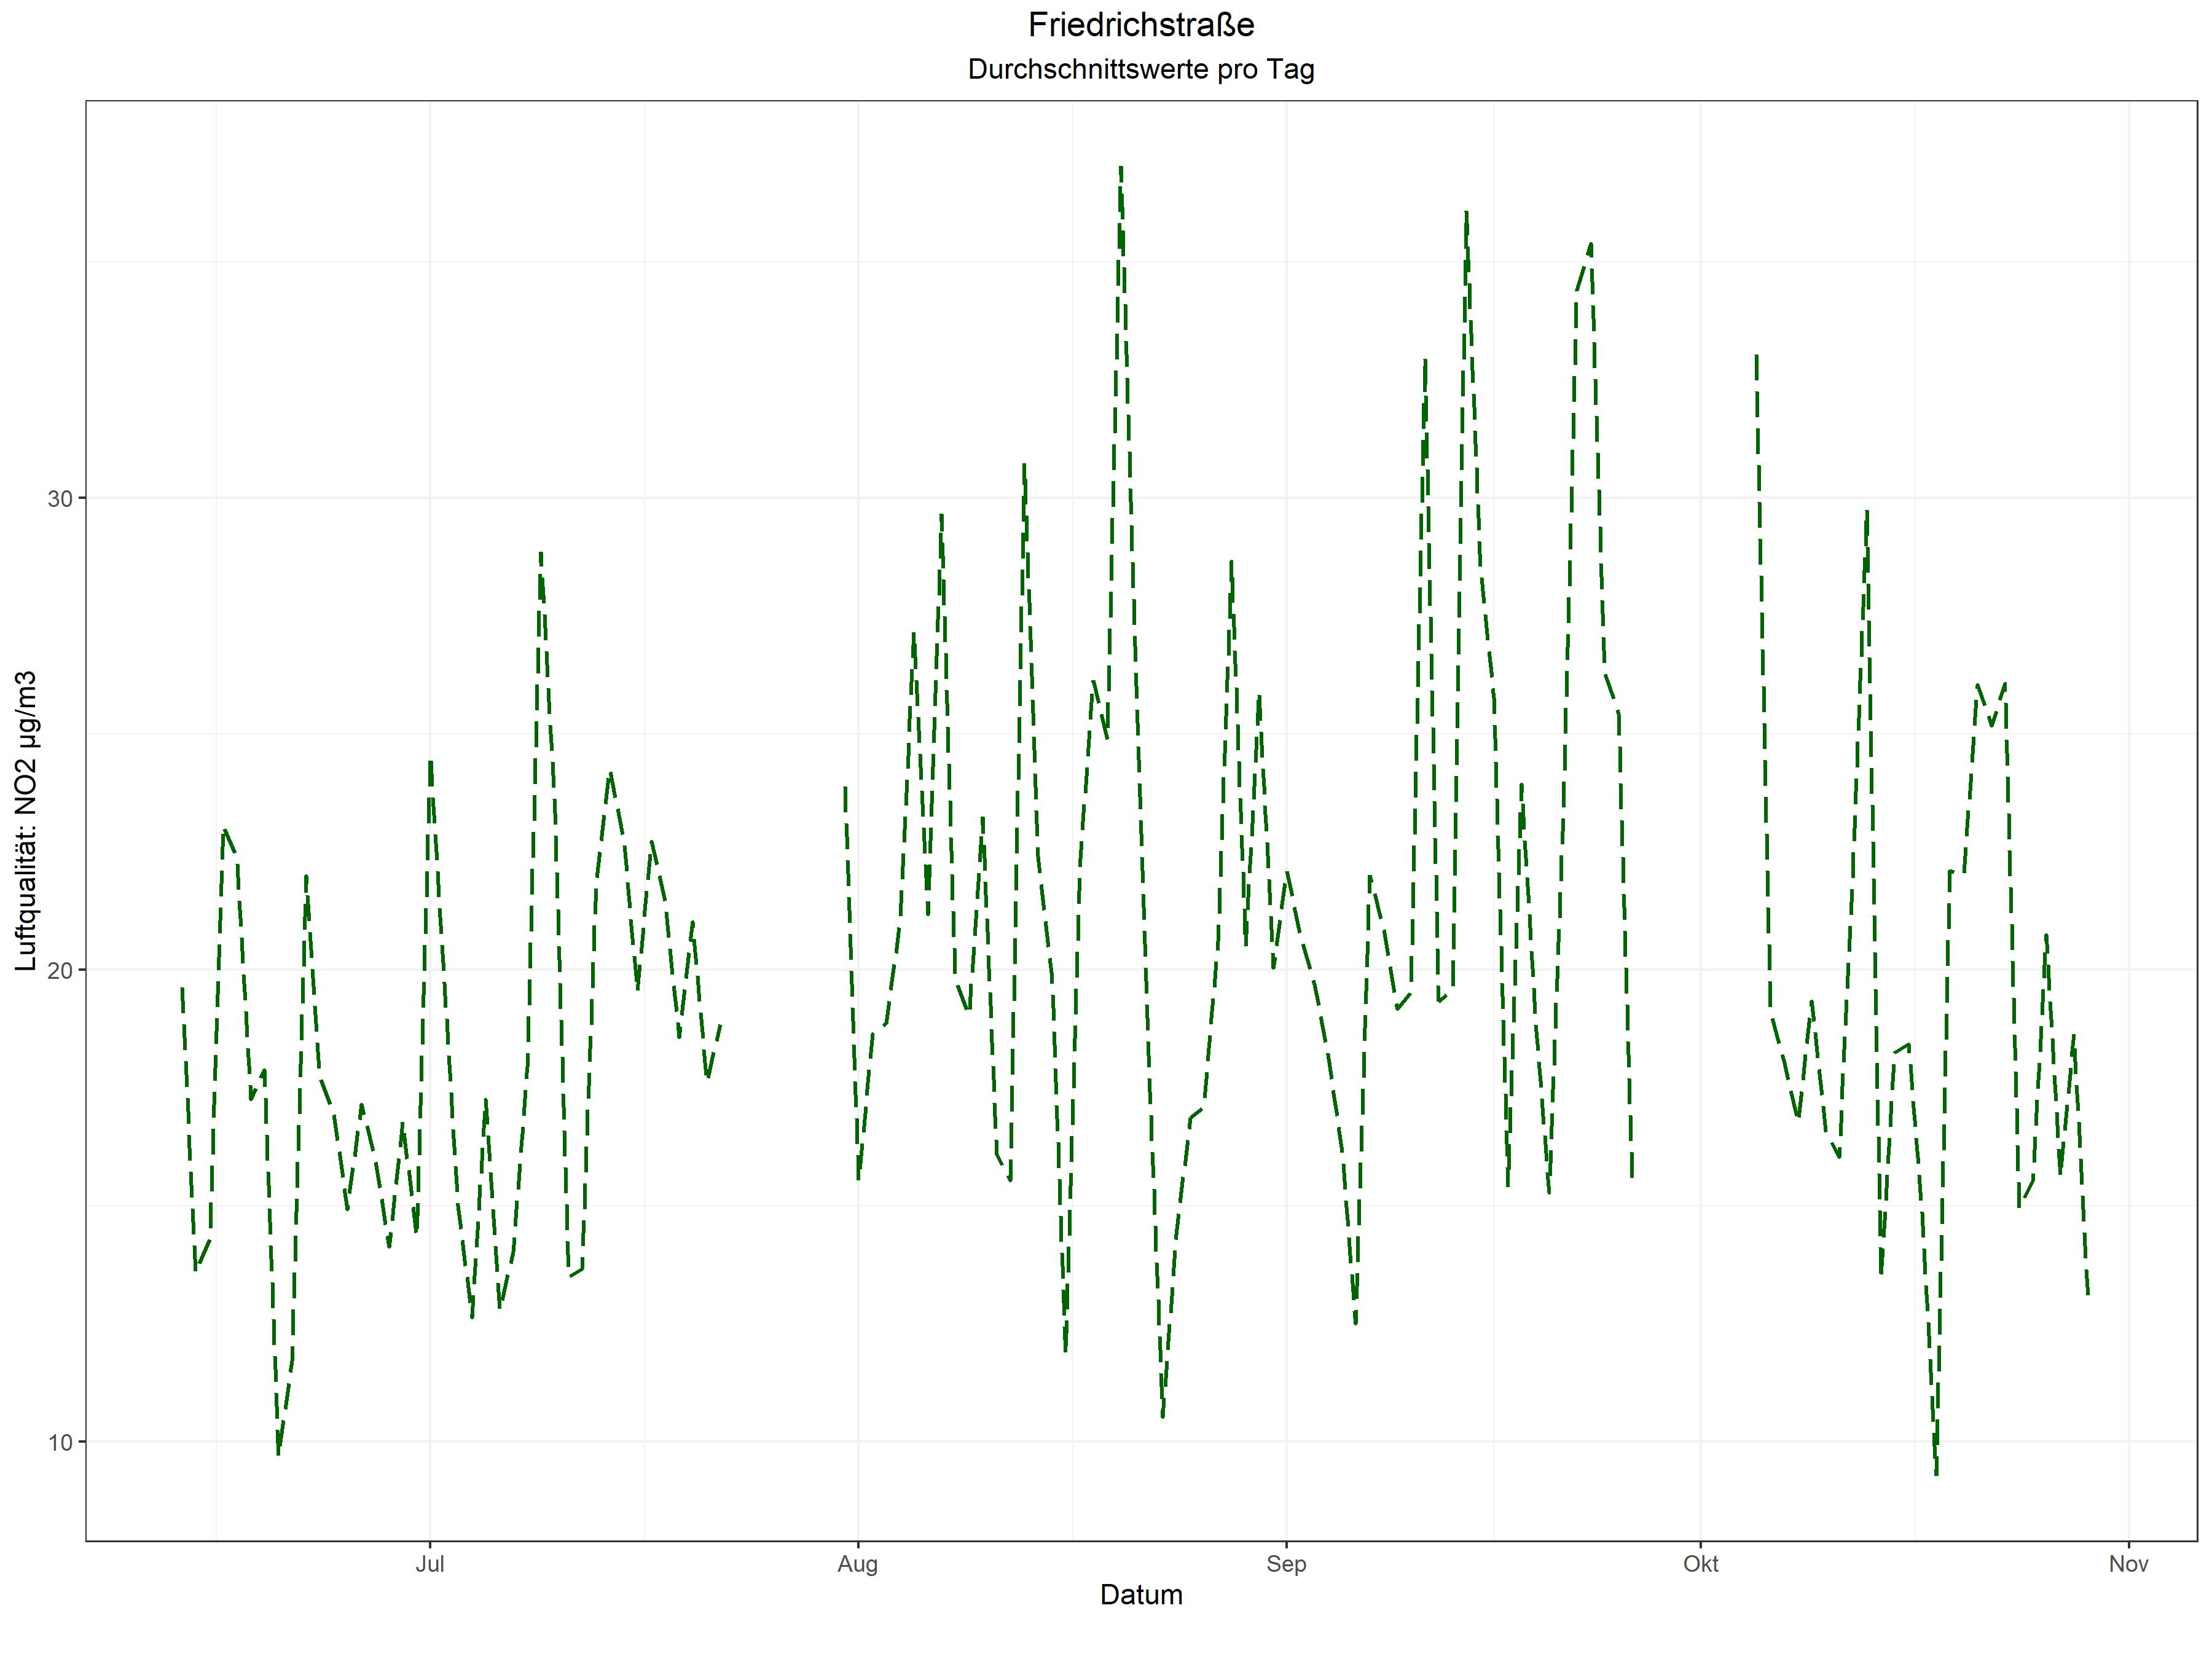 Friedrichstraße
Durchschnittswerte pro Tag
Luftqualität: NO2 µg/m3
30
20
10
Jul
Aug
Sep
Okt
Nov
Datum